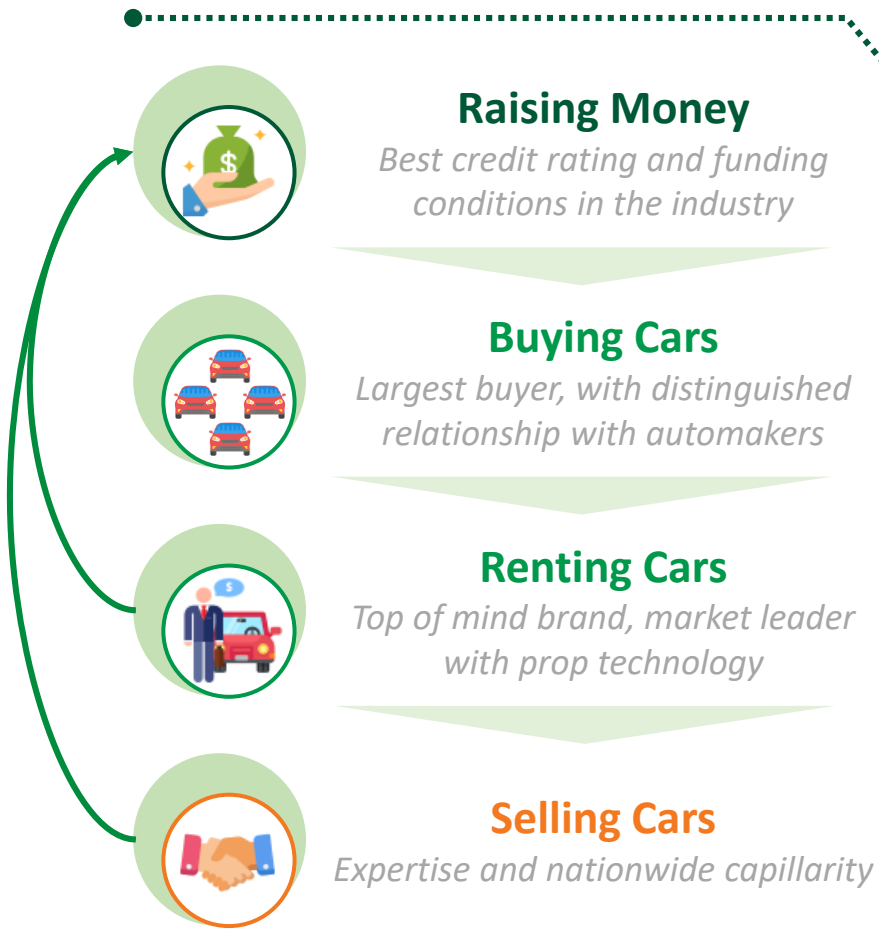 Raising Money
Best credit rating and funding
conditions in the industry
$
Buying Cars
Largest buyer, with distinguished
relationship with automakers
Renting Cars
Top of mind brand, market leader
with prop technology
$
Selling Cars
Expertise and nationwide capillarity